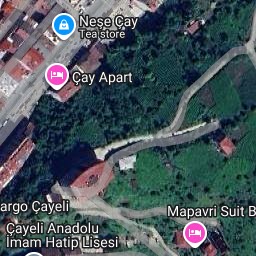 Neşe Çay
Tea store
Çay Apart
argo Çayeli
Çayeli Anadolu
İmam Hatip Lisesi
Mapavri Suit B